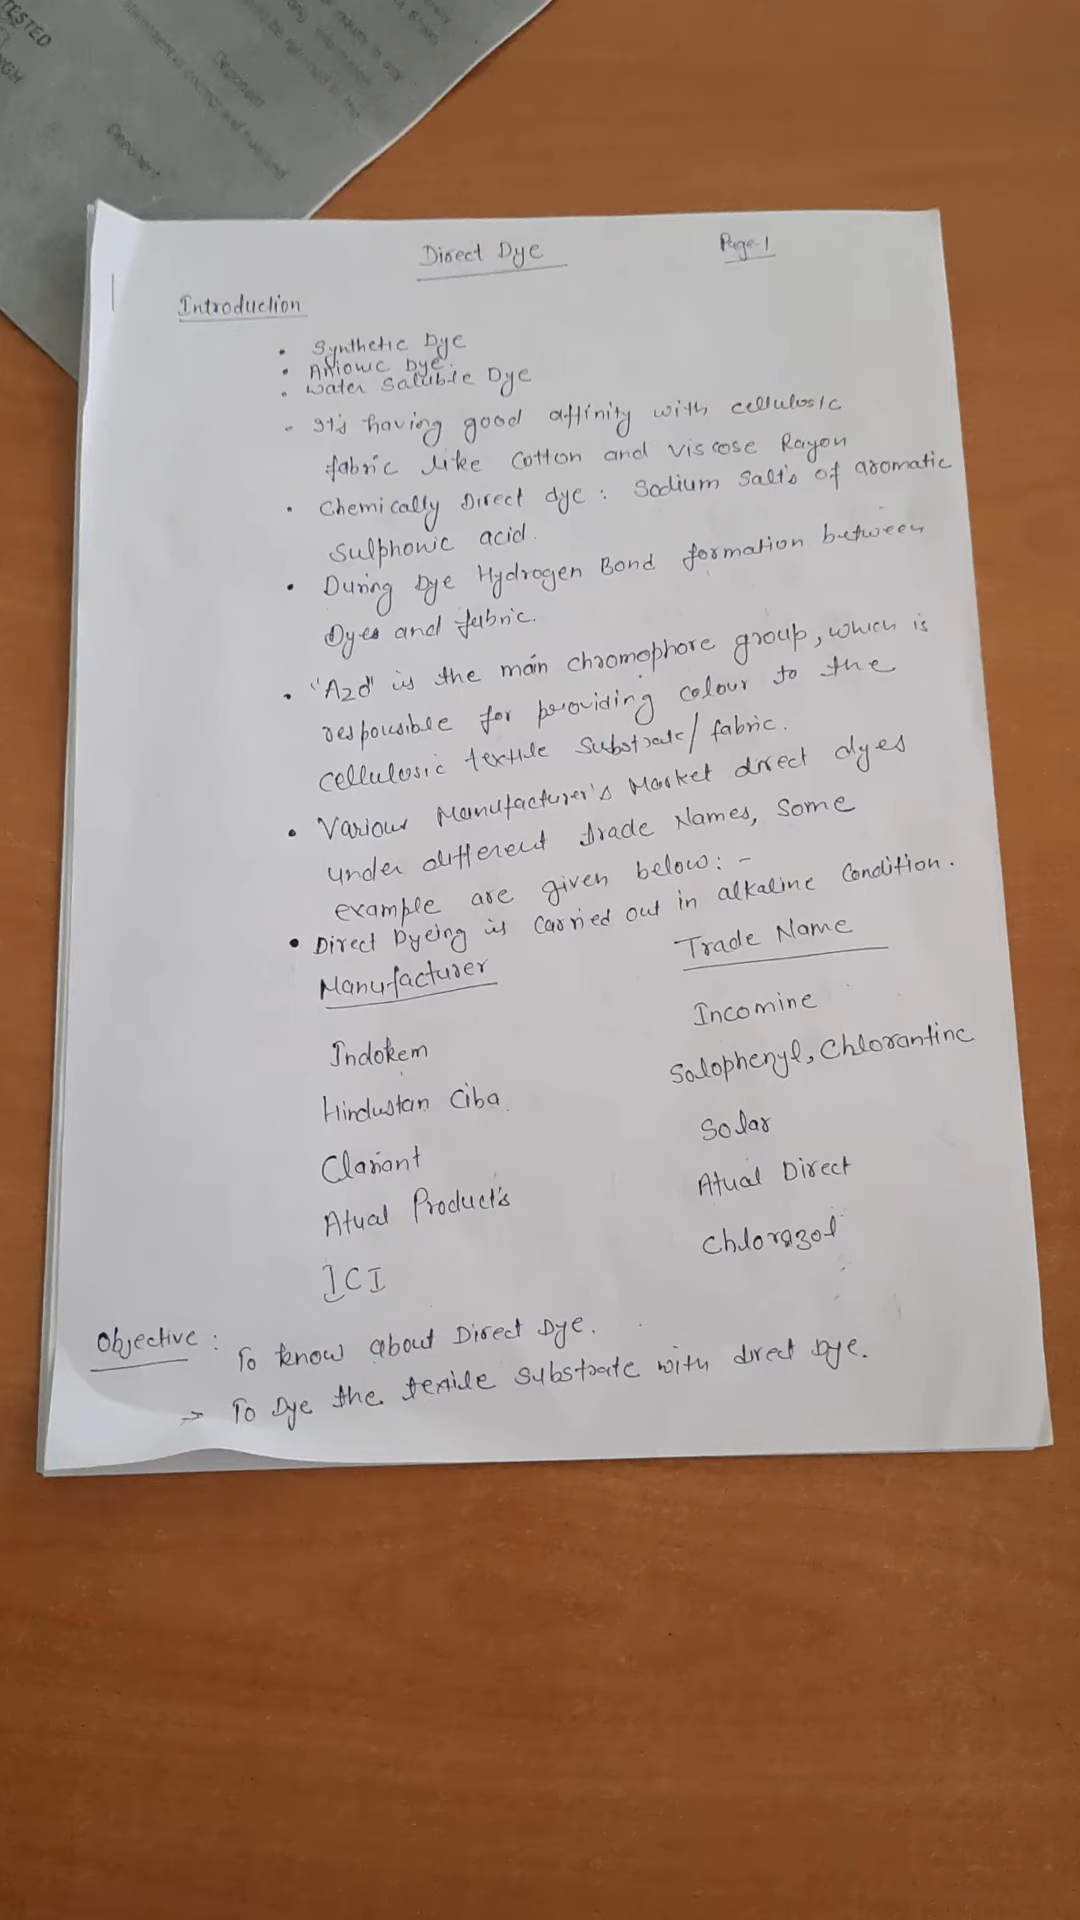 TESTED
Deponent
Deponent
Direct Dye Page-1
Introduction
• Synthetic Dye
• Anionic Dye.
• Water Saluble Dye
• It's having good affinity with cellulosic
fabric like Cotton and Viscose Rayon
• Chemically Direct dye : Sodium Salt's of aromatic
Sulphonic acid.
• During Dye Hydrogen Bond formation between
Dyes and fabric.
• "Azo" is the main chromophore group, which is
responsible for providing colour to the
cellulosic textile substrate/fabric.
• Various Manufacturer's Market direct dyes
under different trade Names, Some
example are given below: -
• Direct Dyeing is Carried out in alkaline Condition.
Manufacturer Trade Name
Indokem Incomine
Hindustan Ciba Solophenyl, Chlorantine
Clariant Solar
Atual Product's Atual Direct
ICI Chlorazol
Objective : To know about Direct Dye.
→ To Dye the textile substrate with direct Dye.